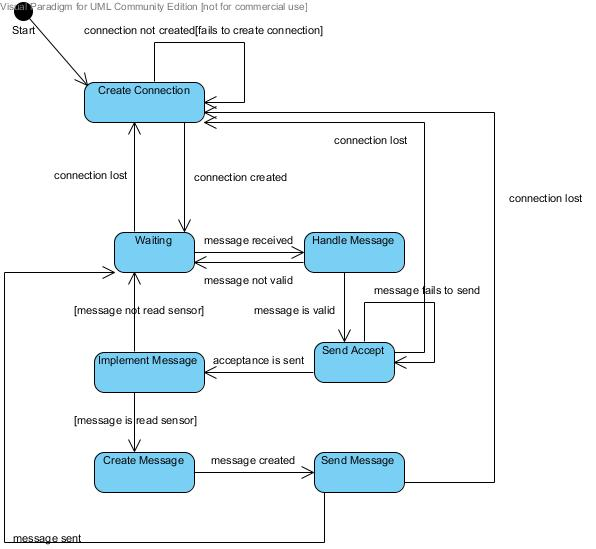 Visual Paradigm for UML Community Edition [not for commercial use]
Start
connection not created[fails to create connection]
Create Connection
connection lost
connection lost
connection created
connection lost
Waiting
message received
Handle Message
message not valid
message fails to send
[message not read sensor]
message is valid
Send Accept
Implement Message
acceptance is sent
[message is read sensor]
Create Message
message created
Send Message
message sent